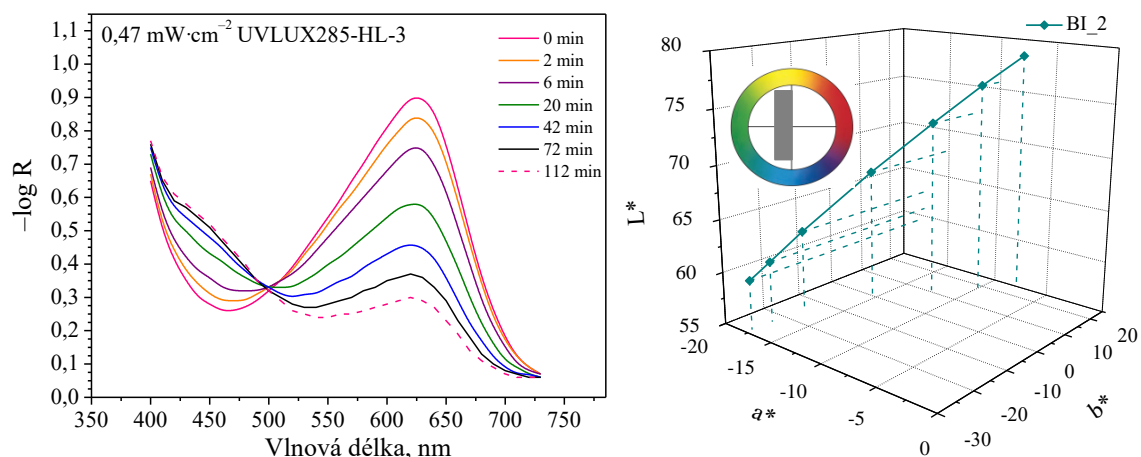 0,47 mW·cm⁻² UVLUX285-HL-3
0 min
2 min
6 min
20 min
42 min
72 min
112 min
1,1
1,0
0,9
0,8
0,7
0,6
0,5
0,4
0,3
0,2
0,1
0,0
–log R
350 400 450 500 550 600 650 700 750
Vlnová délka, nm
BI_2
80
75
70
65
60
55
L*
-20
-15
-10
-5
0
a*
20
10
0
-10
-20
-30
b*